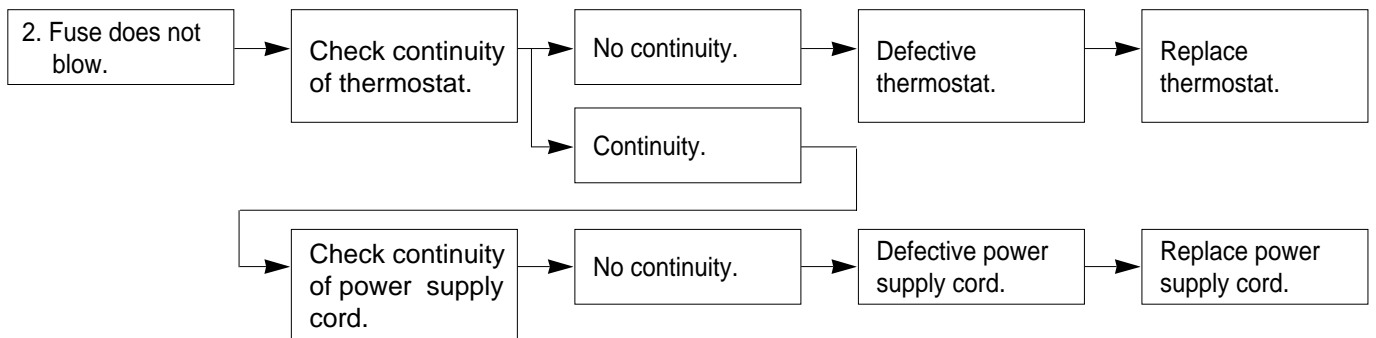 2. Fuse does not
blow.
Check continuity
of thermostat.
No continuity.
Defective
thermostat.
Replace
thermostat.
Continuity.
Check continuity
of power supply
cord.
No continuity.
Defective power
supply cord.
Replace power
supply cord.